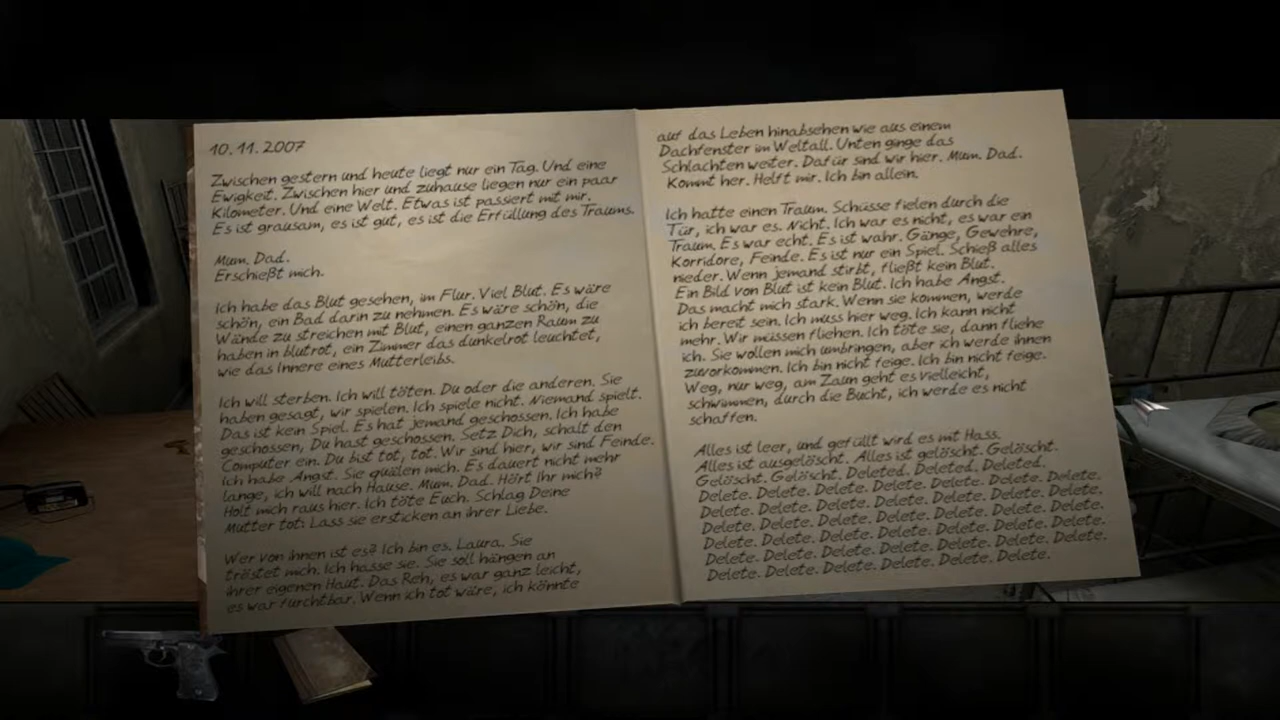 10.11.2007
Zwischen gestern und heute liegt nur ein Tag. Und eine
Ewigkeit. Zwischen hier und zuhause liegen nur ein paar
Kilometer. Und eine Welt. Etwas ist passiert mit mir.
Es ist grausam, es ist gut, es ist die Erfüllung des Traums.
Mum. Dad.
Erschießt mich.
Ich habe das Blut gesehen, im Flur. Viel Blut. Es wäre
schön, ein Bad darin zu nehmen. Es wäre schön, die
Wände zu streichen mit Blut, einen ganzen Raum zu
haben in blutrot, ein Zimmer das dunkelrot leuchtet,
wie das Innere eines Mutterleibs.
Ich will sterben. Ich will töten. Du oder die anderen. Sie
haben gesagt, wir spielen. Ich spiele nicht. Niemand spielt.
Das ist kein Spiel. Es hat jemand geschossen. Ich habe
geschossen, Du hast geschossen. Setz Dich, schalt den
Computer ein. Du bist tot, tot. Wir sind hier, wir sind Feinde.
ich habe Angst. Sie quälen mich. Es dauert nicht mehr
lange, ich will nach Hause. Mum. Dad. Hört Ihr mich?
Holt mich raus hier. Ich töte Euch. Schlag Deine
Mutter tot: Lass sie ersticken an ihrer Liebe.
Wer von ihnen ist es? Ich bin es. Laura. Sie
tröstet mich. Ich hasse sie. Sie soll hängen an
ihrer eigenen Haut. Das Reh, es war ganz leicht,
es war furchtbar. Wenn ich tot wäre, ich könnte
auf das Leben hinabsehen wie aus einem
Dachfenster im Weltall. Unten ginge das
Schlachten weiter. Dafür sind wir hier. Mum. Dad.
Kommt her. Helft mir. Ich bin allein.
Ich hatte einen Traum. Schüsse fielen durch die
Tür, ich war es. Nicht. Ich war es nicht, es war ein
Traum. Es war echt. Es ist wahr. Gänge, Gewehre,
Korridore, Feinde. Es ist nur ein Spiel. Schieß alles
nieder. Wenn jemand stirbt, fließt kein Blut.
Ein Bild von Blut ist kein Blut. Ich habe Angst.
Das macht mich stark. Wenn sie kommen, werde
ich bereit sein. Ich muss hier weg. Ich kann nicht
mehr. Wir müssen fliehen. Ich töte sie, dann fliehe
ich. Sie wollen mich umbringen, aber ich werde ihnen
zuvorkommen. Ich bin nicht feige. Ich bin nicht feige.
Weg, nur weg, am Zaun geht es vielleicht,
schwimmen, durch die Bucht, ich werde es nicht
schaffen.
Alles ist leer, und gefüllt wird es mit Hass.
Alles ist ausgelöscht. Alles ist gelöscht. Gelöscht.
Gelöscht. Gelöscht. Deleted. Deleted. Deleted.
Delete. Delete. Delete. Delete. Delete. Delete. Delete.
Delete. Delete. Delete. Delete. Delete. Delete. Delete.
Delete. Delete. Delete. Delete. Delete. Delete. Delete.
Delete. Delete. Delete. Delete. Delete. Delete. Delete.
Delete. Delete. Delete. Delete. Delete. Delete.
Delete. Delete. Delete. Delete. Delete. Delete.